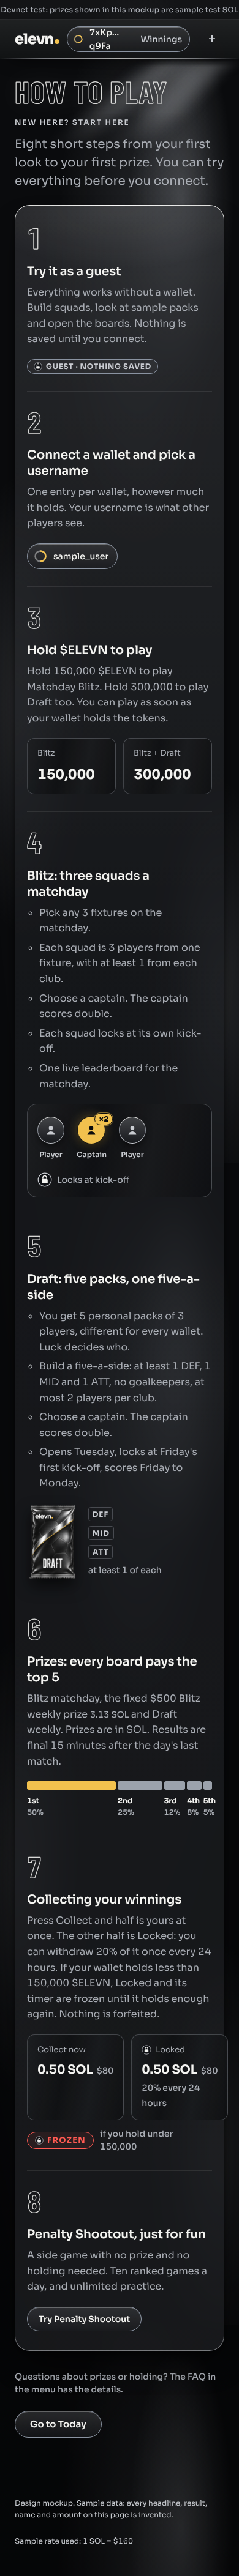 Devnet test: prizes shown in this mockup are sample test SOL
elevn.
7xKp...
q9Fa
Winnings
+
HOW TO PLAY
NEW HERE? START HERE
Eight short steps from your first
look to your first prize. You can try
everything before you connect.
1
Try it as a guest
Everything works without a wallet.
Build squads, look at sample packs
and open the boards. Nothing is
saved until you connect.
GUEST · NOTHING SAVED
2
Connect a wallet and pick a
username
One entry per wallet, however much
it holds. Your username is what other
players see.
sample_user
3
Hold $ELEVN to play
Hold 150,000 $ELEVN to play
Matchday Blitz. Hold 300,000 to play
Draft too. You can play as soon as
your wallet holds the tokens.
Blitz
150,000
Blitz + Draft
300,000
4
Blitz: three squads a
matchday
Pick any 3 fixtures on the
matchday.
Each squad is 3 players from one
fixture, with at least 1 from each
club.
Choose a captain. The captain
scores double.
Each squad locks at its own kick-
off.
One live leaderboard for the
matchday.
×2
Player
Captain
Player
Locks at kick-off
5
Draft: five packs, one five-a-
side
You get 5 personal packs of 3
players, different for every wallet.
Luck decides who.
Build a five-a-side: at least 1 DEF, 1
MID and 1 ATT, no goalkeepers, at
most 2 players per club.
Choose a captain. The captain
scores double.
Opens Tuesday, locks at Friday's
first kick-off, scores Friday to
Monday.
elevn.
DRAFT
DEF
MID
ATT
at least 1 of each
6
Prizes: every board pays the
top 5
Blitz matchday, the fixed $500 Blitz
weekly prize 3.13 SOL and Draft
weekly. Prizes are in SOL. Results are
final 15 minutes after the day's last
match.
1st
50%
2nd
25%
3rd
12%
4th
8%
5th
5%
7
Collecting your winnings
Press Collect and half is yours at
once. The other half is Locked: you
can withdraw 20% of it once every 24
hours. If your wallet holds less than
150,000 $ELEVN, Locked and its
timer are frozen until it holds enough
again. Nothing is forfeited.
Collect now
0.50 SOL $80
Locked
0.50 SOL $80
20% every 24
hours
FROZEN
if you hold under
150,000
8
Penalty Shootout, just for fun
A side game with no prize and no
holding needed. Ten ranked games a
day, and unlimited practice.
Try Penalty Shootout
Questions about prizes or holding? The FAQ in
the menu has the details.
Go to Today
Design mockup. Sample data: every headline, result,
name and amount on this page is invented.
Sample rate used: 1 SOL = $160